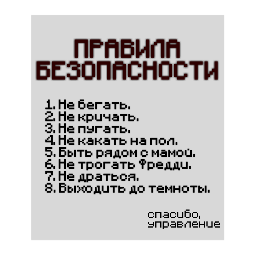 ПРАВИЛА
БЕЗОПАСНОСТИ
1. Не бегать.
2. Не кричать.
3. Не пугать.
4. Не какать на пол.
5. Быть рядом с мамой.
6. Не трогать Фредди.
7. Не драться.
8. Выходить до темноты.
спасибо,
управление